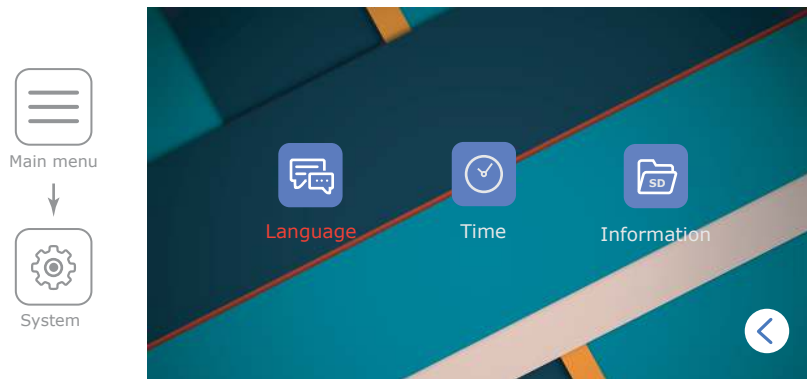 Main menu
System
Language
Time
SD
Information